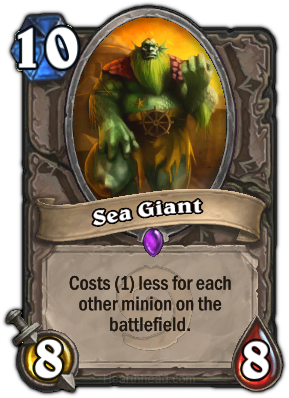 10
Sea Giant
Costs (1) less for each
other minion on the
battlefield.
8
8